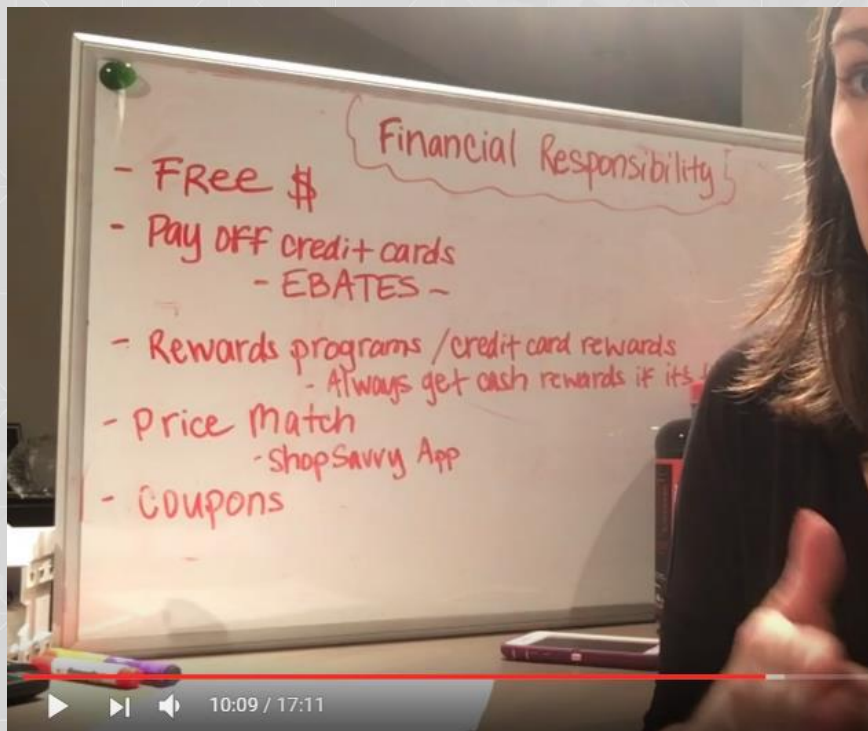 Financial Responsibility
- FRee $
- Pay OFF credit cards
- EBATES ~
- Rewards programs / credit card rewards
- Always get cash rewards if it's
- Price Match
- ShopSavvy App
- Coupons
10:09 / 17:11